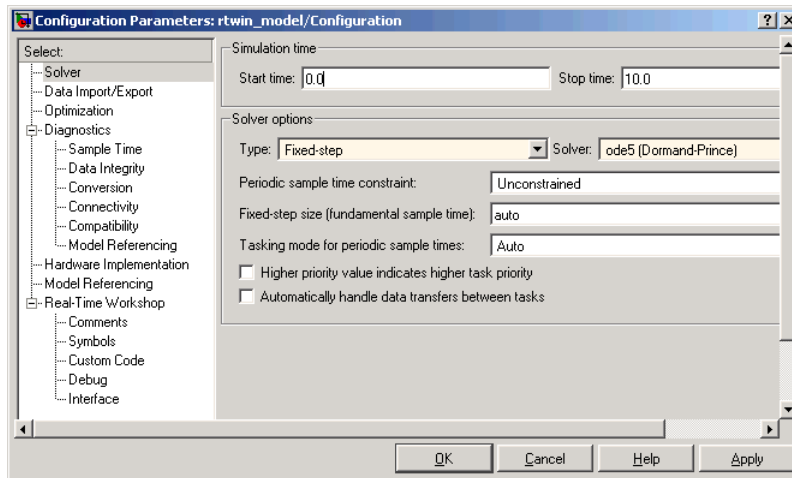 Configuration Parameters: rtwin_model/Configuration
Select:
Solver
Data Import/Export
Optimization
Diagnostics
Sample Time
Data Integrity
Conversion
Connectivity
Compatibility
Model Referencing
Hardware Implementation
Model Referencing
Real-Time Workshop
Comments
Symbols
Custom Code
Debug
Interface
Simulation time
Start time: 0.0 Stop time: 10.0
Solver options
Type: Fixed-step Solver: ode5 (Dormand-Prince)
Periodic sample time constraint: Unconstrained
Fixed-step size (fundamental sample time): auto
Tasking mode for periodic sample times: Auto
Higher priority value indicates higher task priority
Automatically handle data transfers between tasks
OK Cancel Help Apply